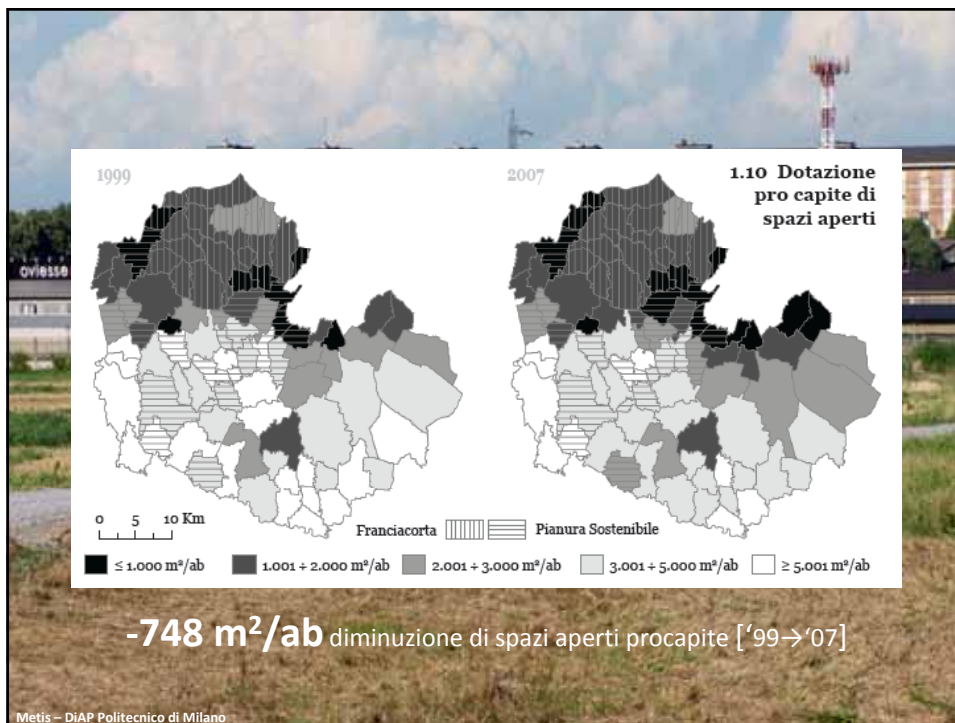 1999
2007
1.10 Dotazione
pro capite di
spazi aperti
oviesse
0 5 10 Km
Franciacorta
Pianura Sostenibile
≤ 1.000 m²/ab
1.001 ÷ 2.000 m²/ab
2.001 ÷ 3.000 m²/ab
3.001 ÷ 5.000 m²/ab
≥ 5.001 m²/ab
-748 m²/ab diminuzione di spazi aperti procapite [‘99→‘07]
Metis – DiAP Politecnico di Milano